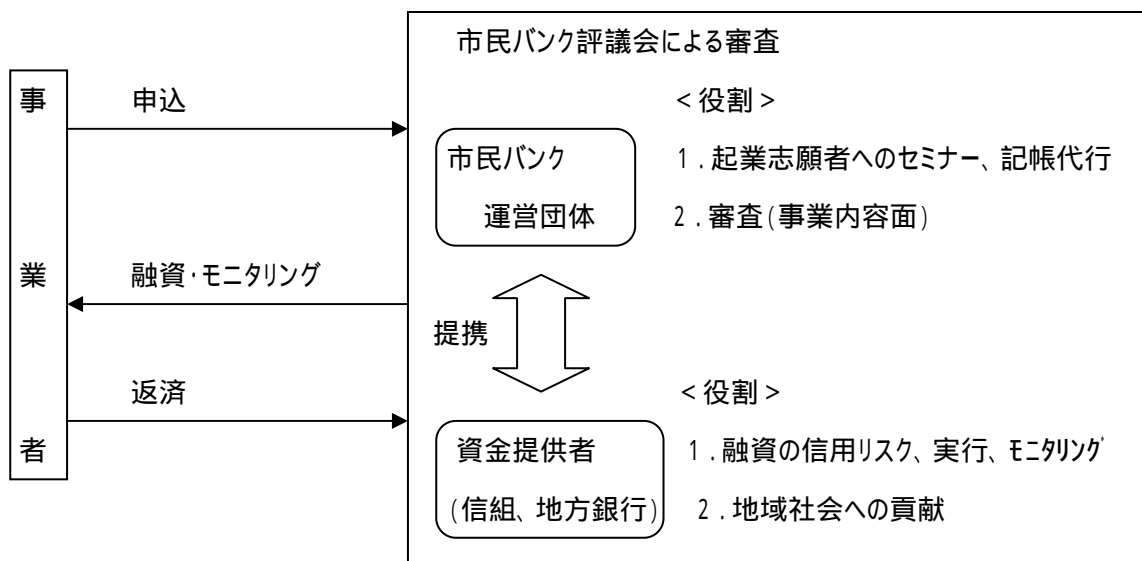 市民バンク評議会による審査
事業者
申込
<役割>
市民バンク
運営団体
1.起業志願者へのセミナー、記帳代行
2.審査(事業内容面)
融資・モニタリング
提携
返済
<役割>
資金提供者
(信組、地方銀行)
1.融資の信用リスク、実行、モニタリング
2.地域社会への貢献